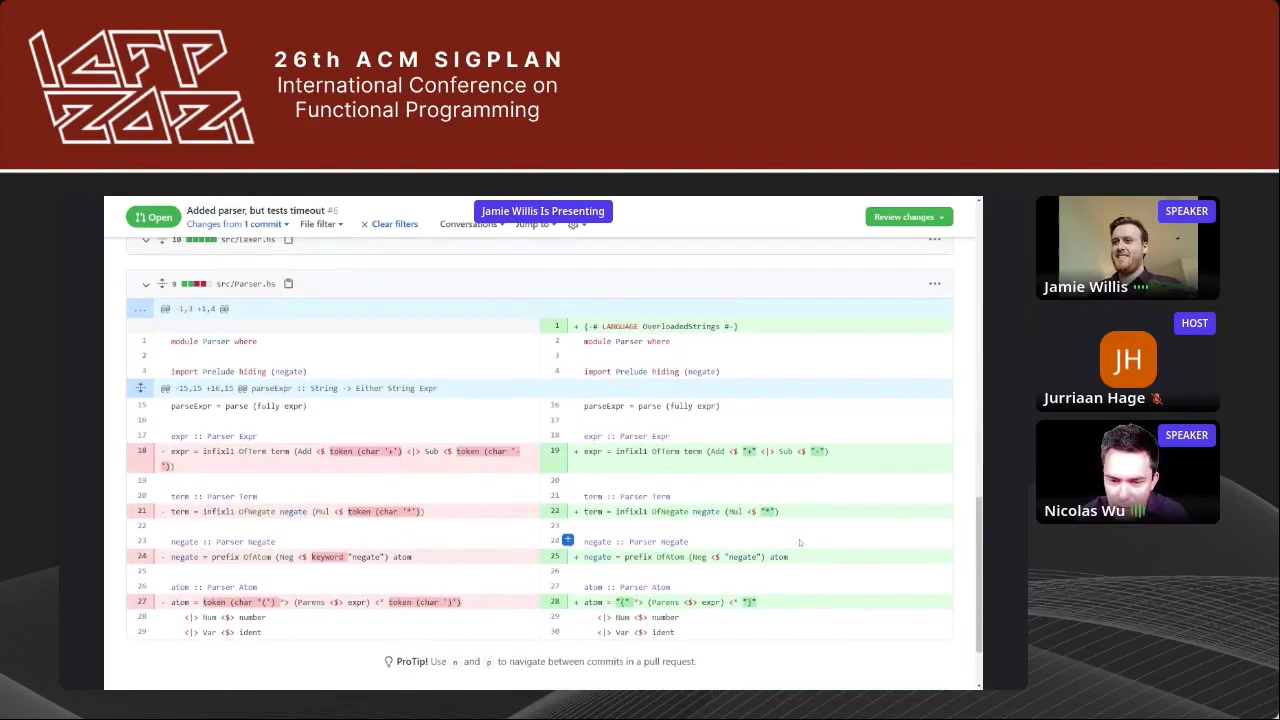 ICFP
2021
26th ACM SIGPLAN
International Conference on
Functional Programming
Open
Added parser, but tests timeout #6
Jamie Willis Is Presenting
Changes from 1 commit
File filter
Clear filters
Conversations
Jump to
Review changes
10 src/Lexer.hs
9 src/Parser.hs
@@ -1,3 +1,4 @@
1 + {-# LANGUAGE OverloadedStrings #-}
1 module Parser where 2 module Parser where
2 3
3 import Prelude hiding (negate) 4 import Prelude hiding (negate)
@@ -15,15 +16,15 @@ parseExpr :: String -> Either String Expr
15 parseExpr = parse (fully expr) 16 parseExpr = parse (fully expr)
16 17
17 expr :: Parser Expr 18 expr :: Parser Expr
18 - expr = infixl1 OfTerm term (Add <$ token (char '+') <|> Sub <$ token (char '- 19 + expr = infixl1 OfTerm term (Add <$ "+" <|> Sub <$ "-")
'))
19 20
20 term :: Parser Term 21 term :: Parser Term
21 - term = infixl1 OfNegate negate (Mul <$ token (char '*')) 22 + term = infixl1 OfNegate negate (Mul <$ "*")
22 23
23 negate :: Parser Negate 24 negate :: Parser Negate
24 - negate = prefix OfAtom (Neg <$ keyword "negate") atom 25 + negate = prefix OfAtom (Neg <$ "negate") atom
25 26
26 atom :: Parser Atom 27 atom :: Parser Atom
27 - atom = token (char '(') *> (Parens <$> expr) <* token (char ')') 28 + atom = "(" *> (Parens <$> expr) <* ")"
28 <|> Num <$> number 29 <|> Num <$> number
29 <|> Var <$> ident 30 <|> Var <$> ident
ProTip! Use n and p to navigate between commits in a pull request.
SPEAKER
Jamie Willis
HOST
JH
Jurriaan Hage
SPEAKER
Nicolas Wu